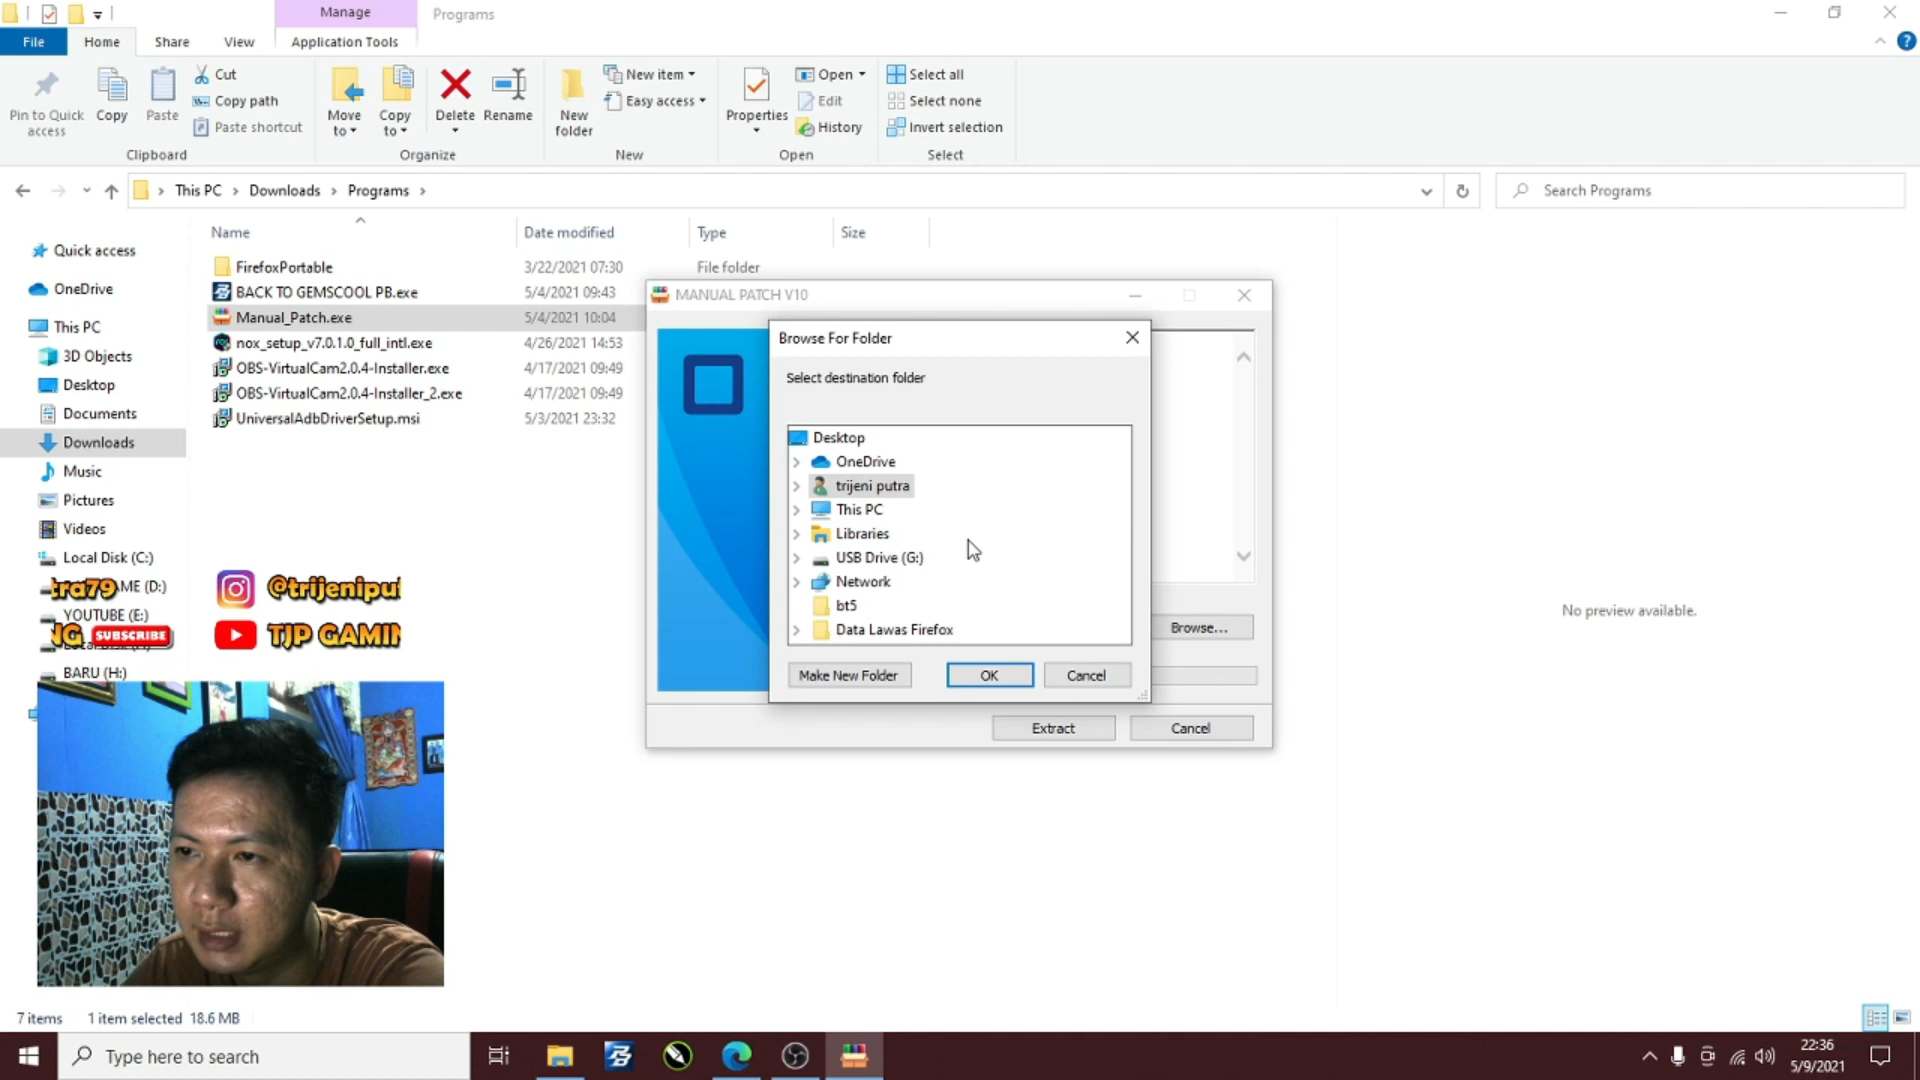 Manage
Programs
File
Home
Share
View
Application Tools
Pin to Quick access
Copy
Paste
Cut
Copy path
Paste shortcut
Clipboard
Move to
Copy to
Delete
Rename
Organize
New folder
New item
Easy access
New
Properties
Open
Edit
History
Open
Select all
Select none
Invert selection
Select
This PC > Downloads > Programs >
Search Programs
Name
Date modified
Type
Size
Quick access
OneDrive
This PC
3D Objects
Desktop
Documents
Downloads
Music
Pictures
Videos
Local Disk (C:)
ME (D:)
YOUTUBE (E:)
BARU (H:)
FirefoxPortable 3/22/2021 07:30 File folder
BACK TO GEMSCOOL PB.exe 5/4/2021 09:43
Manual_Patch.exe 5/4/2021 10:04
nox_setup_v7.0.1.0_full_intl.exe 4/26/2021 14:53
OBS-VirtualCam2.0.4-Installer.exe 4/17/2021 09:49
OBS-VirtualCam2.0.4-Installer_2.exe 4/17/2021 09:49
UniversalAdbDriverSetup.msi 5/3/2021 23:32
tra79
@trijenipu
NG SUBSCRIBE
TJP GAMIN
MANUAL PATCH V10
Browse For Folder
Select destination folder
Desktop
OneDrive
trijeni putra
This PC
Libraries
USB Drive (G:)
Network
bt5
Data Lawas Firefox
Make New Folder
OK
Cancel
Browse...
Extract
Cancel
No preview available.
7 items 1 item selected 18.6 MB
Type here to search
22:36
5/9/2021